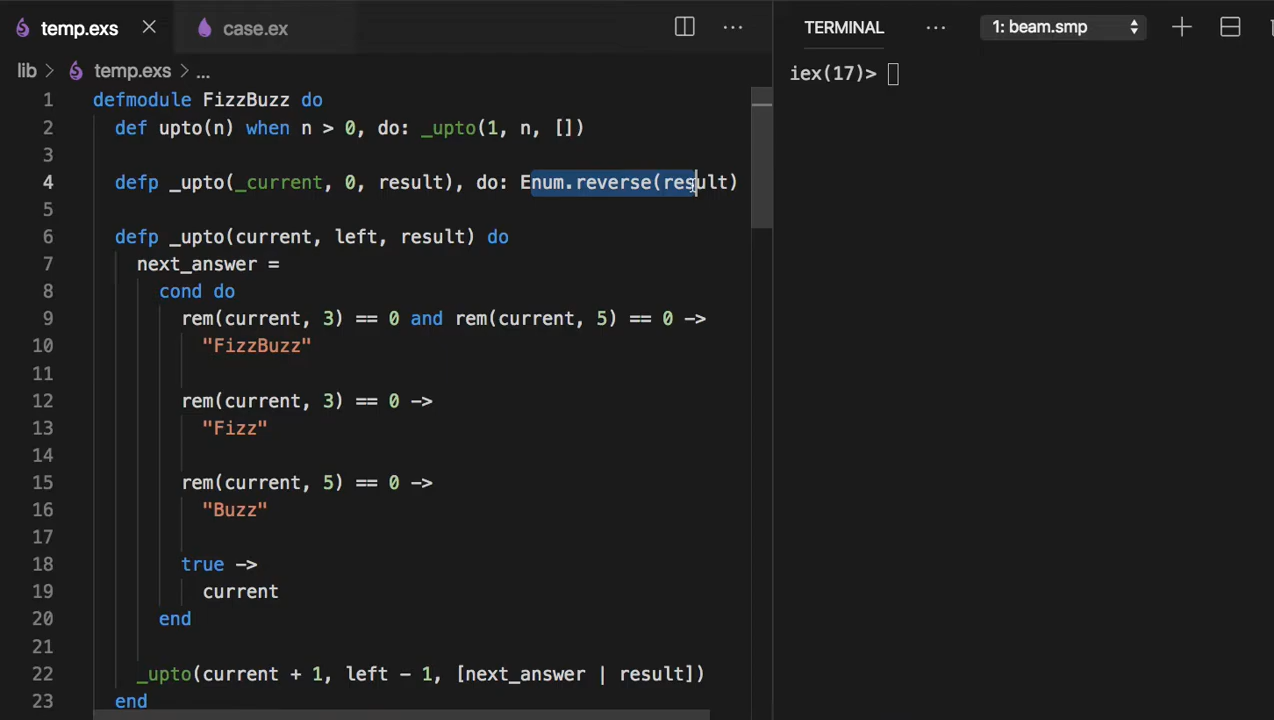 temp.exs
case.ex
TERMINAL
1: beam.smp
lib > temp.exs > ...
iex(17)>
1 defmodule FizzBuzz do
2 def upto(n) when n > 0, do: _upto(1, n, [])
3
4 defp _upto(_current, 0, result), do: Enum.reverse(result)
5
6 defp _upto(current, left, result) do
7 next_answer =
8 cond do
9 rem(current, 3) == 0 and rem(current, 5) == 0 ->
10 "FizzBuzz"
11
12 rem(current, 3) == 0 ->
13 "Fizz"
14
15 rem(current, 5) == 0 ->
16 "Buzz"
17
18 true ->
19 current
20 end
21
22 _upto(current + 1, left - 1, [next_answer | result])
23 end